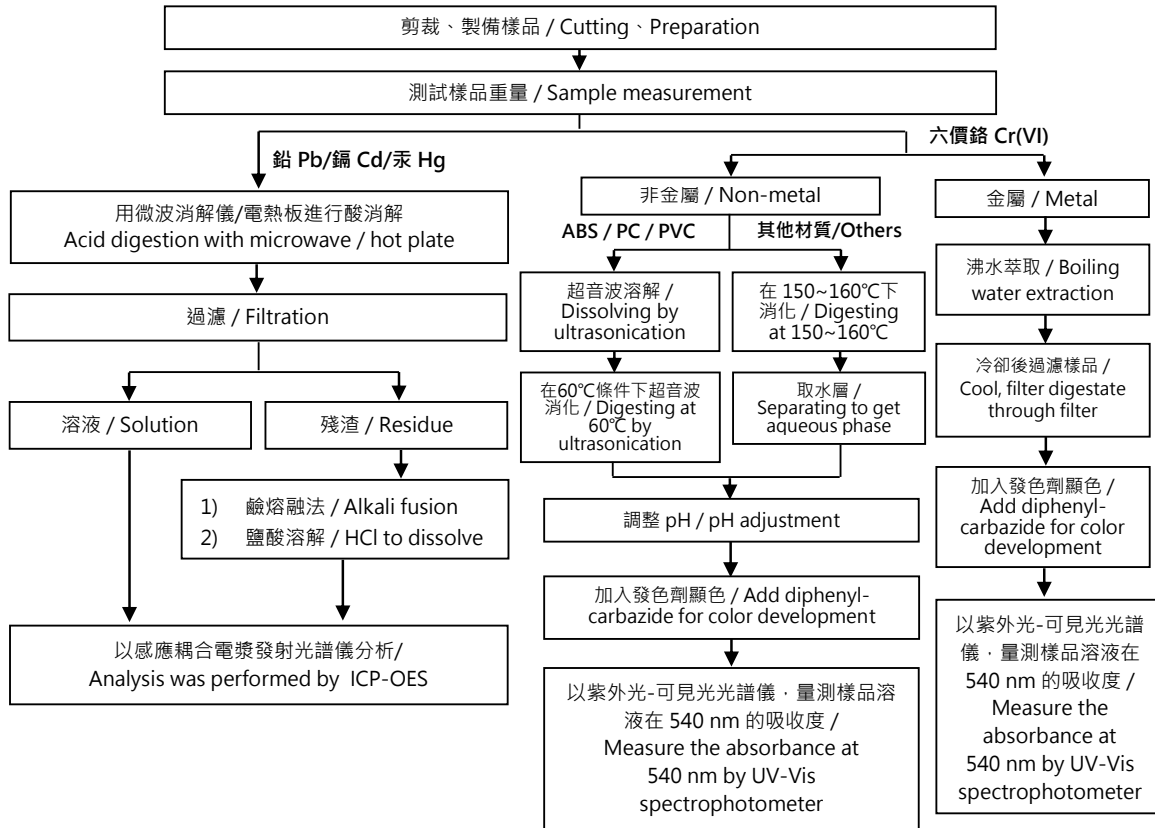 剪裁、製備樣品 / Cutting、Preparation
測試樣品重量 / Sample measurement
鉛 Pb/鎘 Cd/汞 Hg
六價鉻 Cr(VI)
用微波消解儀/電熱板進行酸消解
Acid digestion with microwave / hot plate
過濾 / Filtration
溶液 / Solution
殘渣 / Residue
1) 鹼熔融法 / Alkali fusion
2) 鹽酸溶解 / HCl to dissolve
以感應耦合電漿發射光譜儀分析/
Analysis was performed by ICP-OES
非金屬 / Non-metal
ABS / PC / PVC
其他材質/Others
超音波溶解 /
Dissolving by
ultrasonication
在 150~160℃下
消化 / Digesting
at 150~160℃
在60℃條件下超音波
消化 / Digesting at
60℃ by
ultrasonication
取水層 /
Separating to get
aqueous phase
調整 pH / pH adjustment
加入發色劑顯色 / Add diphenyl-
carbazide for color development
以紫外光-可見光光譜儀，量測樣品溶
液在 540 nm 的吸收度 /
Measure the absorbance at
540 nm by UV-Vis
spectrophotometer
金屬 / Metal
沸水萃取 / Boiling
water extraction
冷卻後過濾樣品 /
Cool, filter digestate
through filter
加入發色劑顯色 /
Add diphenyl-
carbazide for color
development
以紫外光-可見光光譜
儀，量測樣品溶液在
540 nm 的吸收度 /
Measure the
absorbance at
540 nm by UV-Vis
spectrophotometer